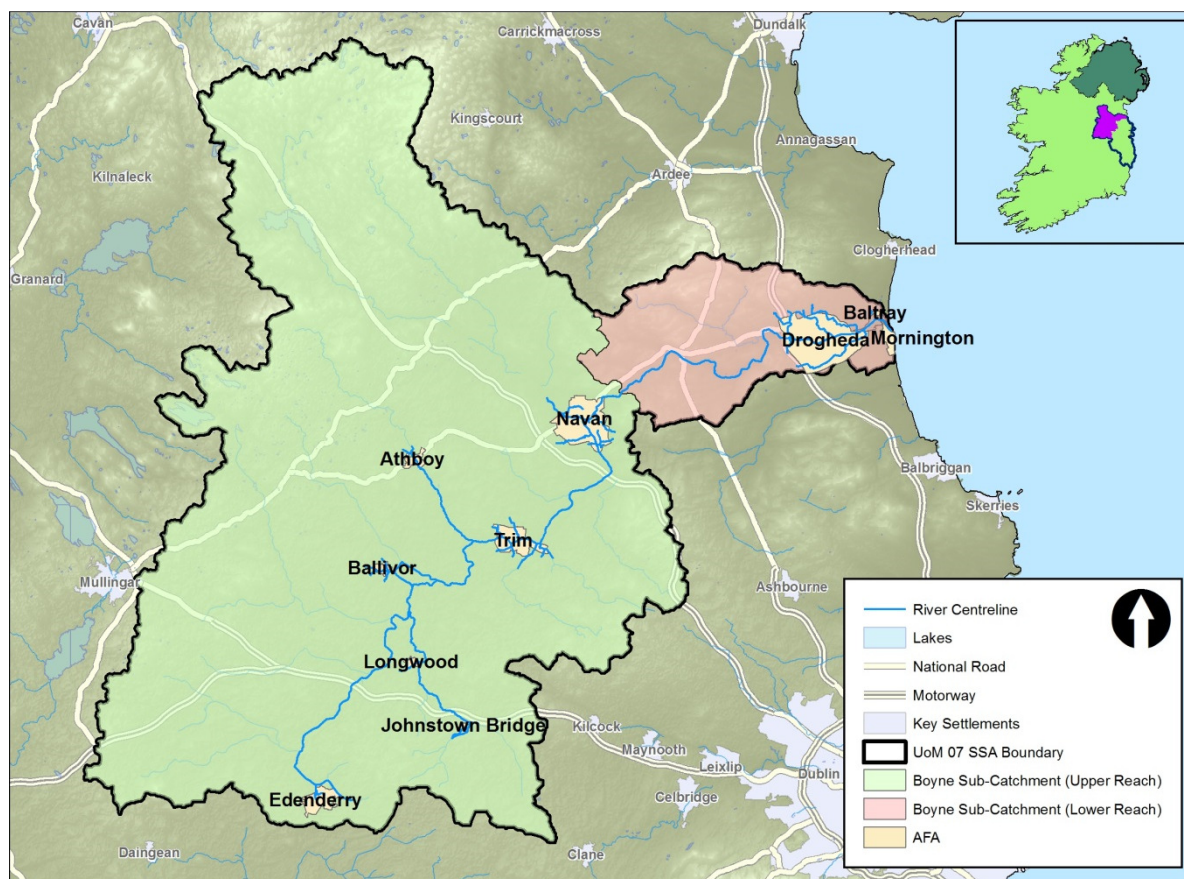 Cavan
Carrickmacross
Dundalk
Kingscourt
Annagassan
Kilnaleck
Ardee
Clogherhead
Granard
Baltray
Drogheda
Mornington
Navan
Athboy
Balbriggan
Skerries
Trim
Ballivor
Mullingar
Ashbourne
Longwood
Johnstown Bridge
Kilcock
Maynooth
Leixlip
Dublin
Edenderry
Celbridge
Daingean
Clane
River Centreline
Lakes
National Road
Motorway
Key Settlements
UoM 07 SSA Boundary
Boyne Sub-Catchment (Upper Reach)
Boyne Sub-Catchment (Lower Reach)
AFA